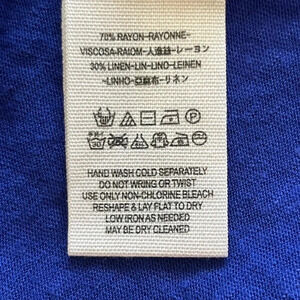 70% RAYON-RAYONNE-
VISCOSA-RAION-人造絲-レーヨン
30% LINEN-LIN-LINO-LEINEN
-LINHO-亞麻布-リネン
HAND WASH COLD SEPARATELY
DO NOT WRING OR TWIST
USE ONLY NON-CHLORINE BLEACH
RESHAPE & LAY FLAT TO DRY
LOW IRON AS NEEDED
MAY BE DRY CLEANED